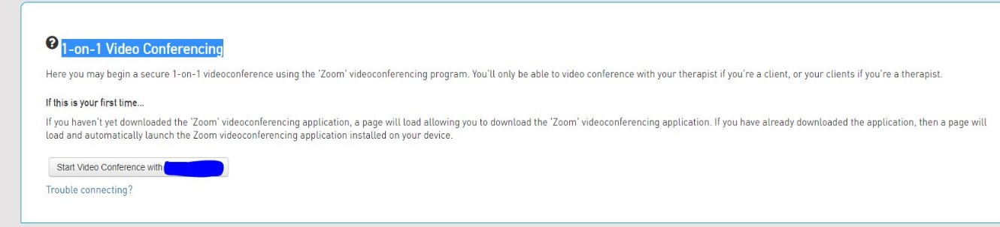 1-on-1 Video Conferencing
Here you may begin a secure 1-on-1 videoconference using the 'Zoom' videoconferencing program. You'll only be able to video conference with your therapist if you're a client, or your clients if you're a therapist.
If this is your first time...
If you haven't yet downloaded the 'Zoom' videoconferencing application, a page will load allowing you to download the 'Zoom' videoconferencing application. If you have already downloaded the application, then a page will
load and automatically launch the Zoom videoconferencing application installed on your device.
Start Video Conference with
Trouble connecting?